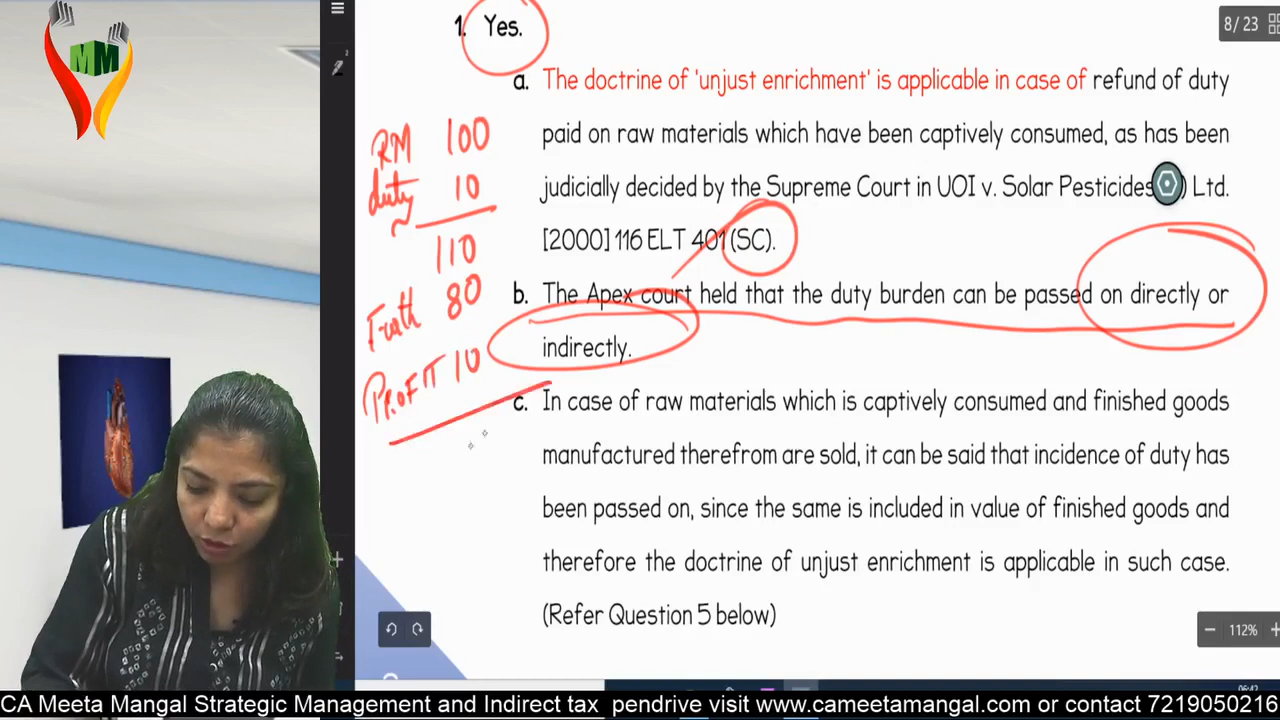 MM
8/23
1. Yes.
a. The doctrine of 'unjust enrichment' is applicable in case of refund of duty
paid on raw materials which have been captively consumed, as has been
judicially decided by the Supreme Court in UOI v. Solar Pesticides ) Ltd.
[2000] 116 ELT 401 (SC).
b. The Apex court held that the duty burden can be passed on directly or
indirectly.
c. In case of raw materials which is captively consumed and finished goods
manufactured therefrom are sold, it can be said that incidence of duty has
been passed on, since the same is included in value of finished goods and
therefore the doctrine of unjust enrichment is applicable in such case.
(Refer Question 5 below)
RM 100
duty 10
110
80
Profit 10
112%
06:42
CA Meeta Mangal Strategic Management and Indirect tax pendrive visit www.cameetamangal.com or contact 7219050216